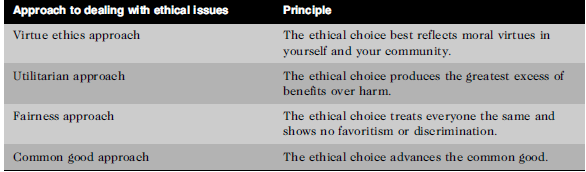 Approach to dealing with ethical issues Principle
Virtue ethics approach The ethical choice best reflects moral virtues in
yourself and your community.
Utilitarian approach The ethical choice produces the greatest excess of
benefits over harm.
Fairness approach The ethical choice treats everyone the same and
shows no favoritism or discrimination.
Common good approach The ethical choice advances the common good.